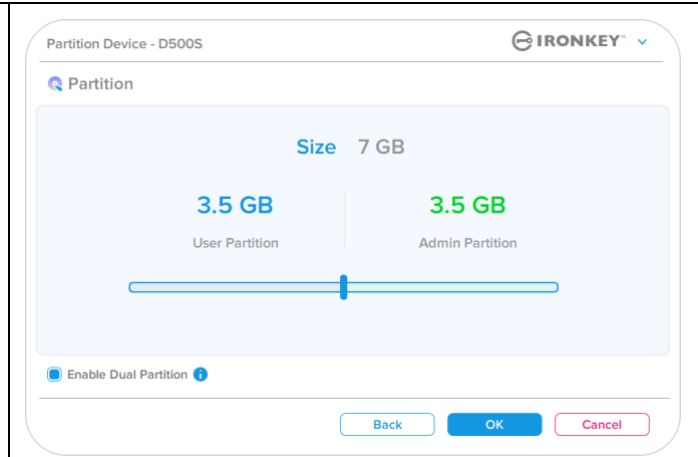 Partition Device - D500S
IRONKEY™
Partition
Size 7 GB
3.5 GB 3.5 GB
User Partition Admin Partition
Enable Dual Partition
Back OK Cancel